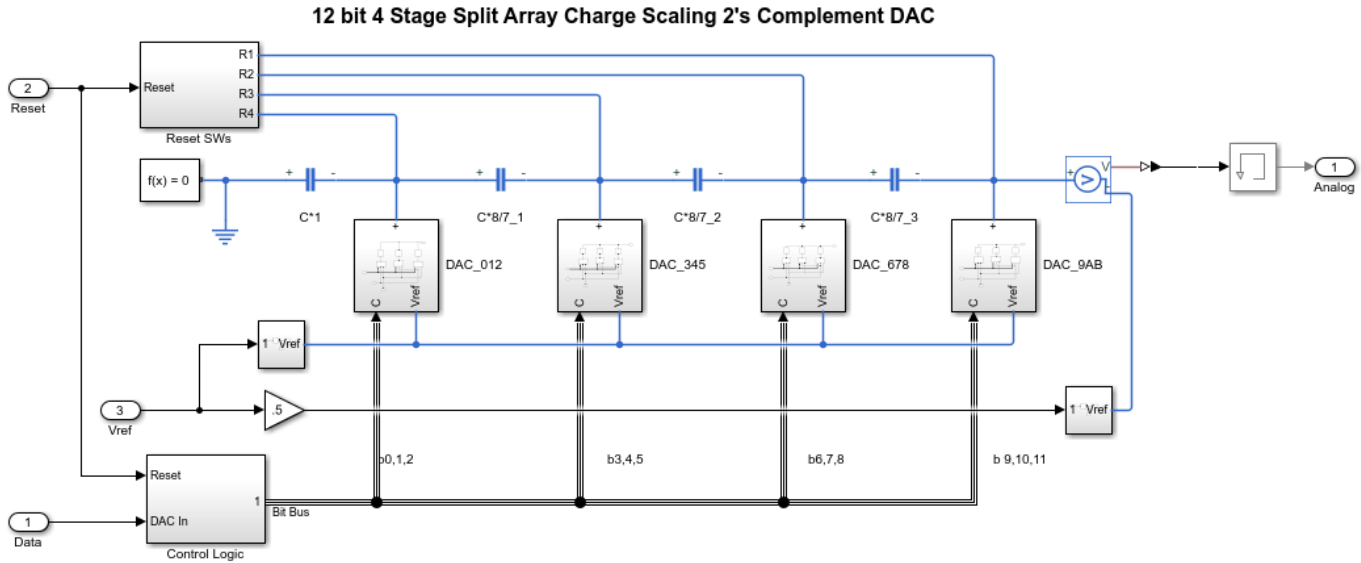 12 bit 4 Stage Split Array Charge Scaling 2's Complement DAC
R1
R2
R3
R4
Reset
Reset SWs
2
Reset
f(x) = 0
+ -
+ -
+ -
+ -
+
V
1
Analog
C*1
C*8/7_1
C*8/7_2
C*8/7_3
+
+
+
+
DAC_012
DAC_345
DAC_678
DAC_9AB
C
Vref
C
Vref
C
Vref
C
Vref
1 Vref
3
Vref
.5
1 Vref
b0,1,2
b3,4,5
b6,7,8
b 9,10,11
Reset
DAC In
1
Bit Bus
Control Logic
1
Data